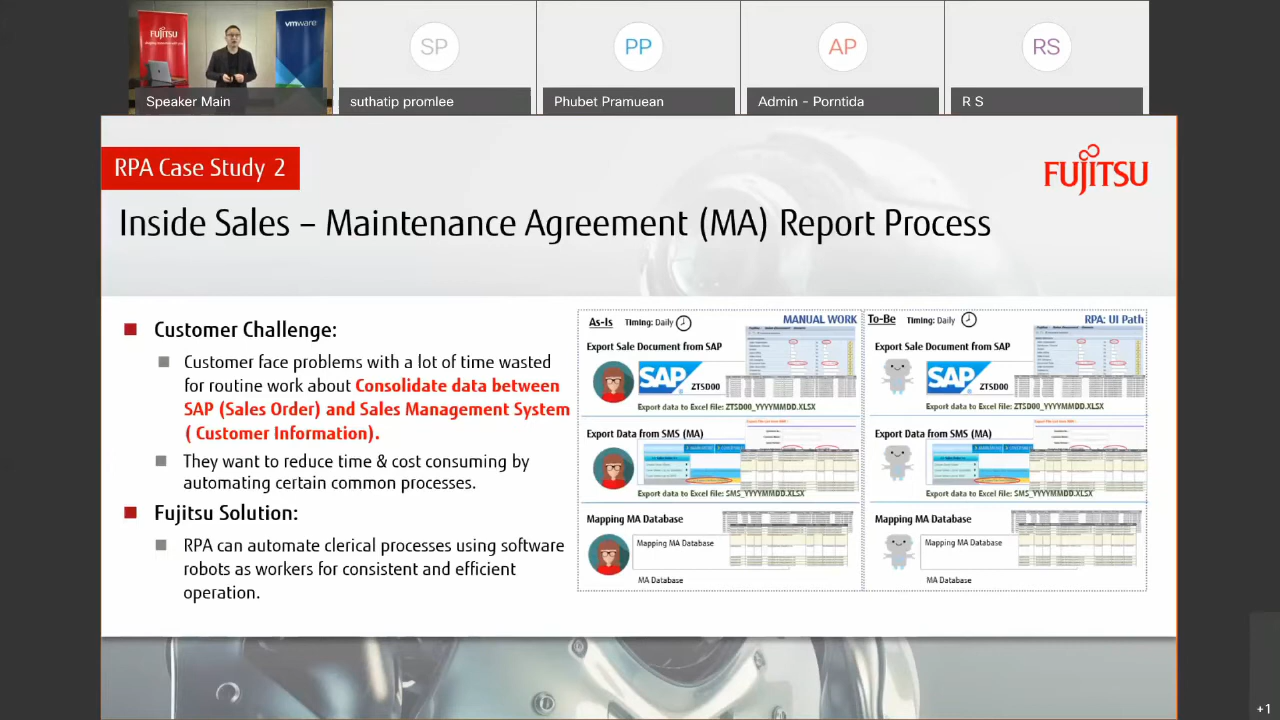 FUJITSU
vmware
SP
PP
AP
RS
Speaker Main
suthatip promlee
Phubet Pramuean
Admin - Porntida
R S
RPA Case Study 2
FUJITSU
Inside Sales – Maintenance Agreement (MA) Report Process
Customer Challenge:
Customer face problems with a lot of time wasted
for routine work about Consolidate data between
SAP (Sales Order) and Sales Management System
( Customer Information).
They want to reduce time & cost consuming by
automating certain common processes.
Fujitsu Solution:
RPA can automate clerical processes using software
robots as workers for consistent and efficient
operation.
As-Is Timing: Daily MANUAL WORK
Export Sale Document from SAP
SAP ZTSD00
Export data to Excel file: ZTSD00_YYYYMMDD.XLSX
Export Data from SMS (MA)
Export data to Excel file: SMS_YYYYMMDD.XLSX
Mapping MA Database
Mapping MA Database
MA Database
To-Be Timing: Daily RPA: UI Path
Export Sale Document from SAP
SAP ZTSD00
Export data to Excel file: ZTSD00_YYYYMMDD.XLSX
Export Data from SMS (MA)
Export data to Excel file: SMS_YYYYMMDD.XLSX
Mapping MA Database
Mapping MA Database
MA Database
+1